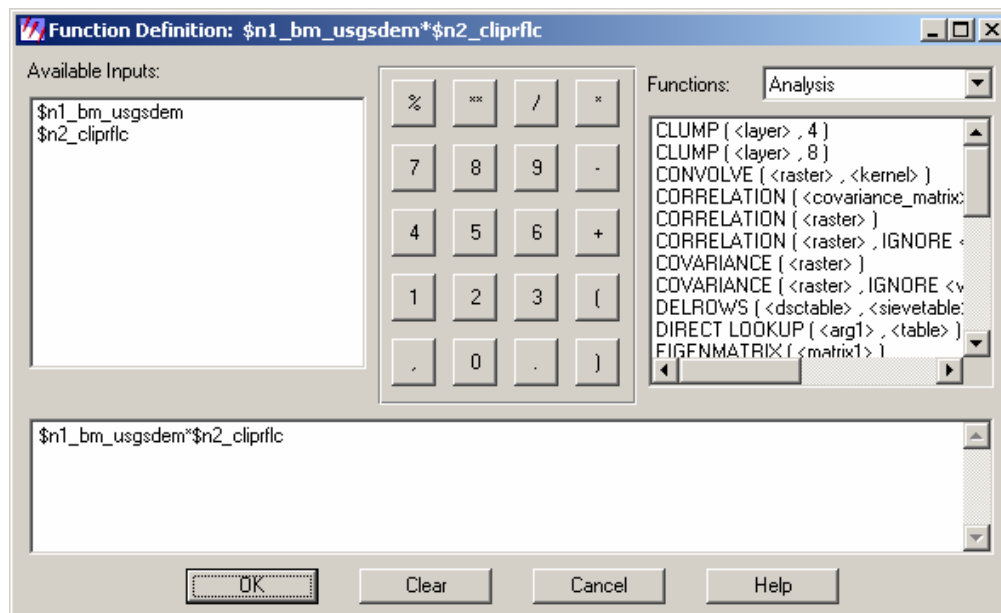 Function Definition: $n1_bm_usgsdem*$n2_cliprflc
Available Inputs:
$n1_bm_usgsdem
$n2_cliprflc
% ** / *
7 8 9 -
4 5 6 +
1 2 3 (
, 0 . )
Functions: Analysis
CLUMP ( <layer> , 4 )
CLUMP ( <layer> , 8 )
CONVOLVE ( <raster> , <kernel> )
CORRELATION ( <covariance_matrix>
CORRELATION ( <raster> )
CORRELATION ( <raster> , IGNORE <
COVARIANCE ( <raster> )
COVARIANCE ( <raster> , IGNORE <v
DELROWS ( <dsctable> , <sievetable>
DIRECT LOOKUP ( <arg1> , <table> )
EIGENMATRIX ( <matrix1> )
$n1_bm_usgsdem*$n2_cliprflc
OK Clear Cancel Help